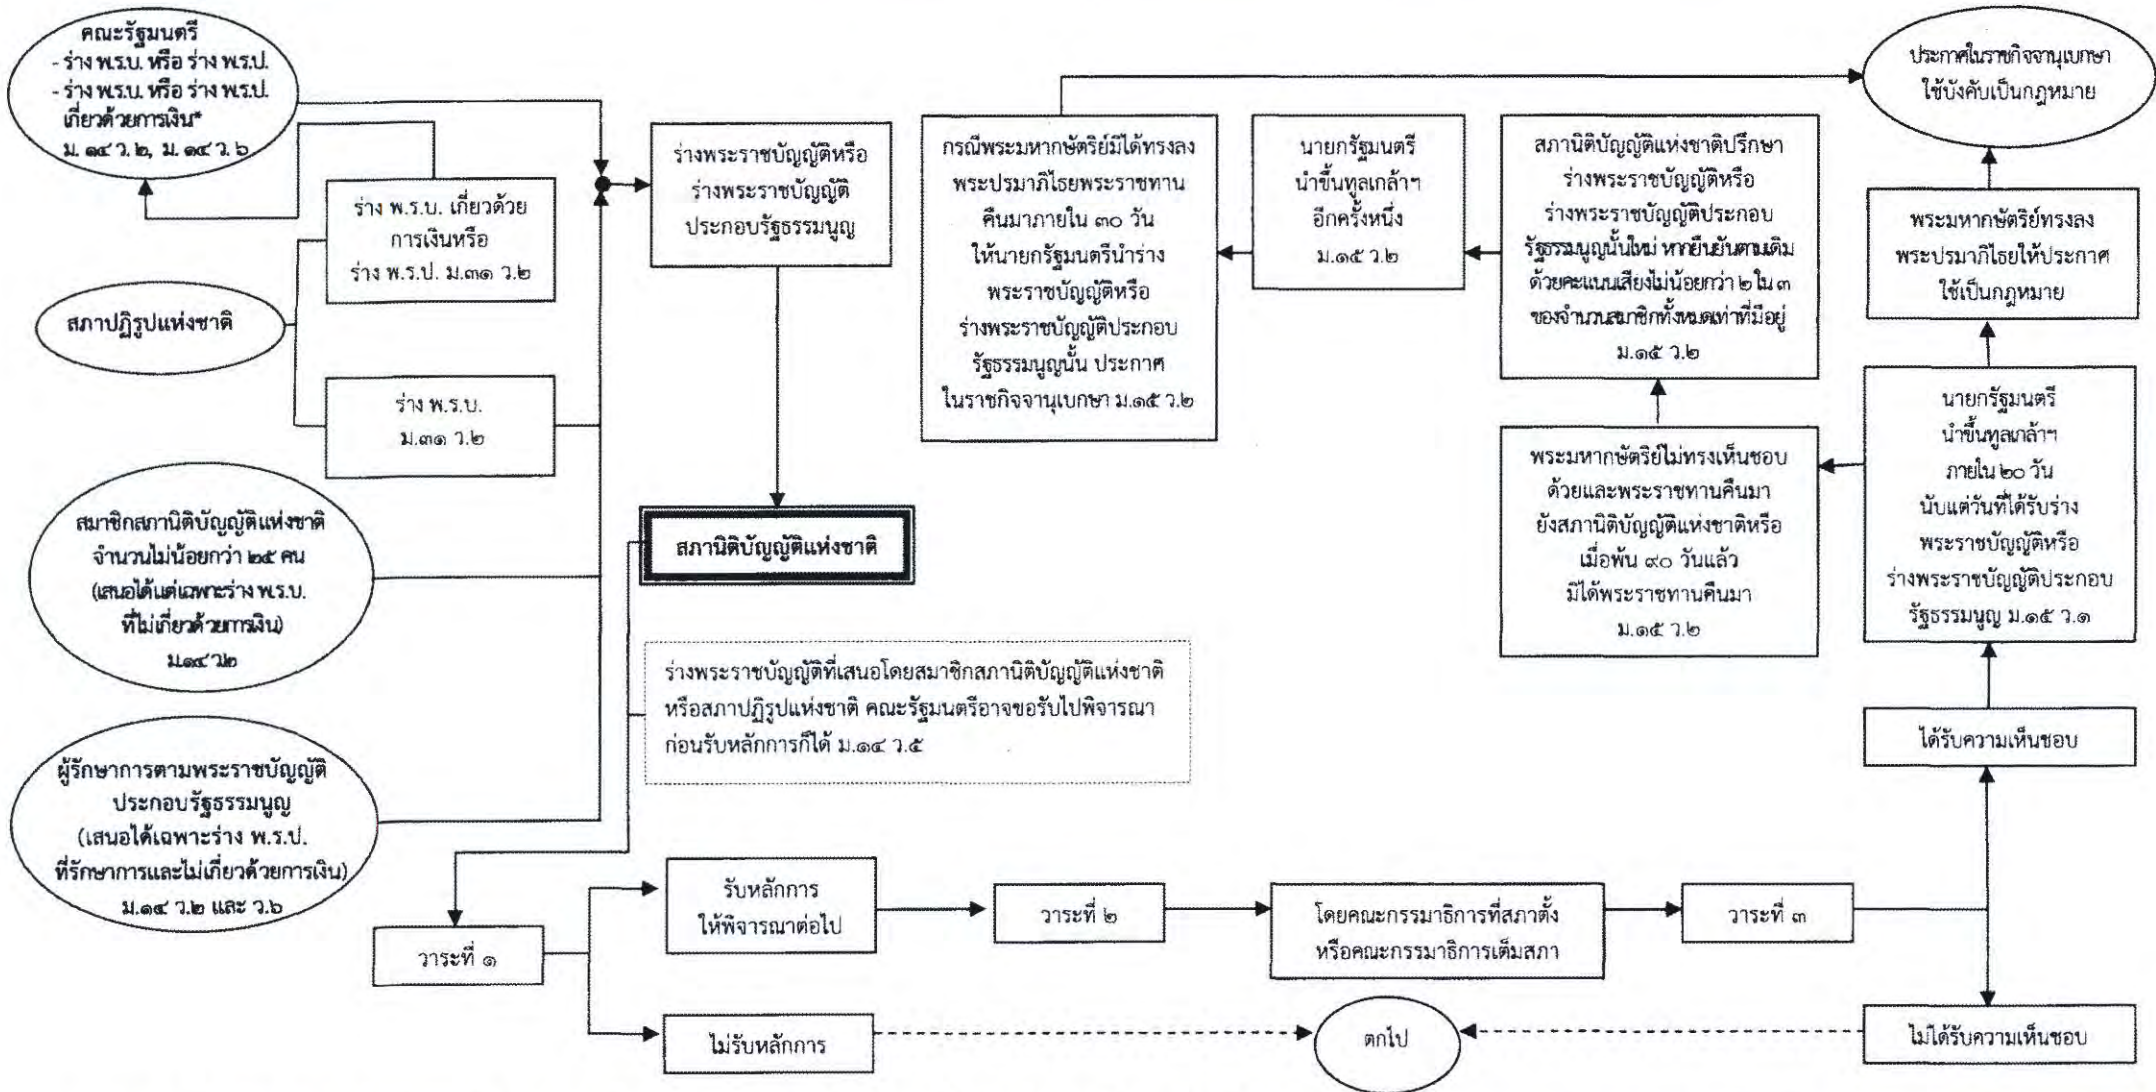 คณะรัฐมนตรี
- ร่าง พ.ร.บ. หรือ ร่าง พ.ร.ป.
- ร่าง พ.ร.บ. หรือ ร่าง พ.ร.ป.
เกี่ยวด้วยการเงิน*
ม. ๑๔ ว. ๒, ม. ๑๔ ว. ๖
ร่าง พ.ร.บ. เกี่ยวด้วย
การเงินหรือ
ร่าง พ.ร.ป. ม.๓๑ ว.๒
สภาปฏิรูปแห่งชาติ
ร่าง พ.ร.บ.
ม.๓๑ ว.๒
สมาชิกสภานิติบัญญัติแห่งชาติ
จำนวนไม่น้อยกว่า ๒๕ คน
(เสนอได้แต่เฉพาะร่าง พ.ร.บ.
ที่ไม่เกี่ยวด้วยการเงิน)
ม.๑๔ ว.๒
ผู้รักษาการตามพระราชบัญญัติ
ประกอบรัฐธรรมนูญ
(เสนอได้เฉพาะร่าง พ.ร.ป.
ที่รักษาการและไม่เกี่ยวด้วยการเงิน)
ม.๑๔ ว.๒ และ ว.๖
ร่างพระราชบัญญัติหรือ
ร่างพระราชบัญญัติ
ประกอบรัฐธรรมนูญ
สภานิติบัญญัติแห่งชาติ
ร่างพระราชบัญญัติที่เสนอโดยสมาชิกสภานิติบัญญัติแห่งชาติ
หรือสภาปฏิรูปแห่งชาติ คณะรัฐมนตรีอาจขอรับไปพิจารณา
ก่อนรับหลักการก็ได้ ม.๑๔ ว.๕
วาระที่ ๑
รับหลักการ
ให้พิจารณาต่อไป
ไม่รับหลักการ
วาระที่ ๒
โดยคณะกรรมาธิการที่สภาตั้ง
หรือคณะกรรมาธิการเต็มสภา
วาระที่ ๓
ตกไป
ไม่ได้รับความเห็นชอบ
ได้รับความเห็นชอบ
นายกรัฐมนตรี
นำขึ้นทูลเกล้าฯ
ภายใน ๒๐ วัน
นับแต่วันที่ได้รับร่าง
พระราชบัญญัติหรือ
ร่างพระราชบัญญัติประกอบ
รัฐธรรมนูญ ม.๑๕ ว.๑
พระมหากษัตริย์ทรงลง
พระปรมาภิไธยให้ประกาศ
ใช้เป็นกฎหมาย
ประกาศในราชกิจจานุเบกษา
ใช้บังคับเป็นกฎหมาย
พระมหากษัตริย์ไม่ทรงเห็นชอบ
ด้วยและพระราชทานคืนมา
ยังสภานิติบัญญัติแห่งชาติหรือ
เมื่อพ้น ๙๐ วันแล้ว
มิได้พระราชทานคืนมา
ม.๑๕ ว.๒
สภานิติบัญญัติแห่งชาติปรึกษา
ร่างพระราชบัญญัติหรือ
ร่างพระราชบัญญัติประกอบ
รัฐธรรมนูญนั้นใหม่ หากยืนยันตามเดิม
ด้วยคะแนนเสียงไม่น้อยกว่า ๒ ใน ๓
ของจำนวนสมาชิกทั้งหมดเท่าที่มีอยู่
ม.๑๕ ว.๒
นายกรัฐมนตรี
นำขึ้นทูลเกล้าฯ
อีกครั้งหนึ่ง
ม.๑๕ ว.๒
กรณีพระมหากษัตริย์มิได้ทรงลง
พระปรมาภิไธยพระราชทาน
คืนมาภายใน ๓๐ วัน
ให้นายกรัฐมนตรีนำร่าง
พระราชบัญญัติหรือ
ร่างพระราชบัญญัติประกอบ
รัฐธรรมนูญนั้น ประกาศ
ในราชกิจจานุเบกษา ม.๑๕ ว.๒